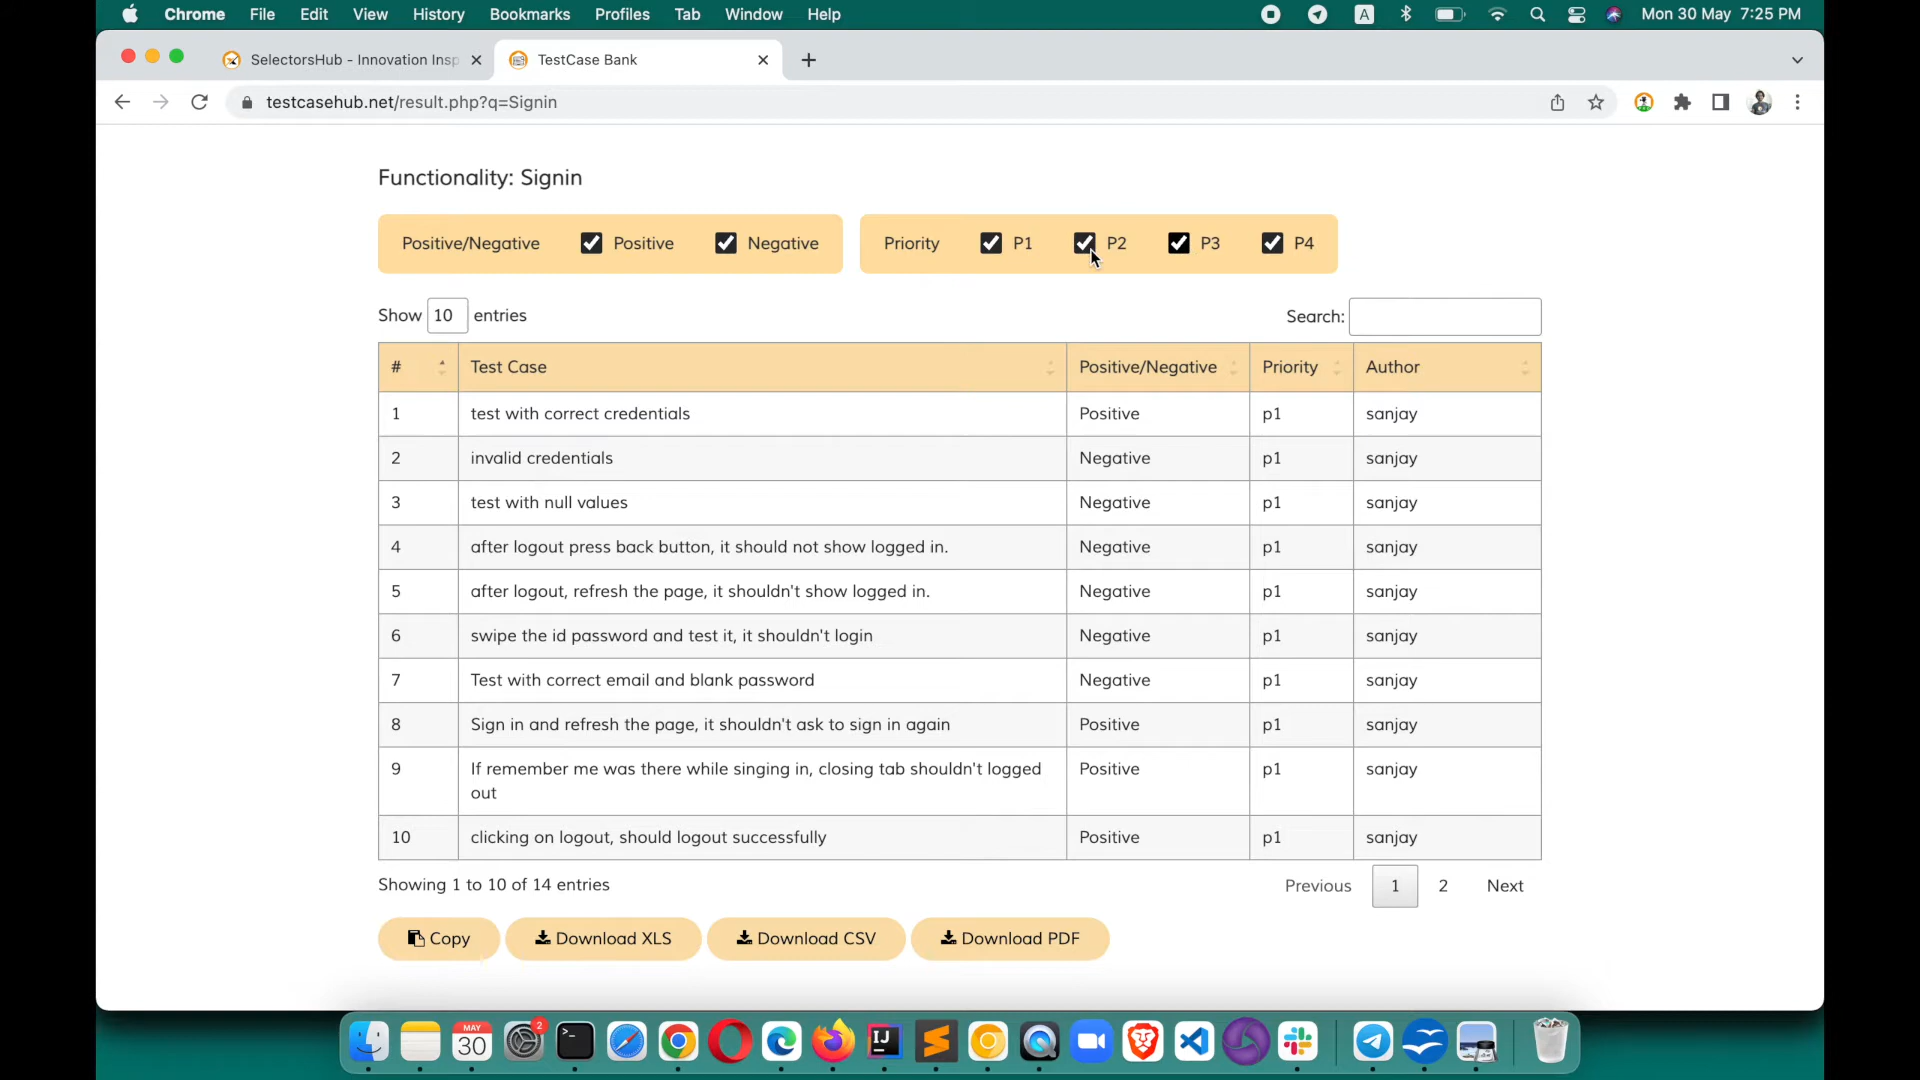 Chrome File Edit View History Bookmarks Profiles Tab Window Help A Mon 30 May 7:25 PM
SelectorsHub - Innovation Insp TestCase Bank
testcasehub.net/result.php?q=Signin
Functionality: Signin
Positive/Negative Positive Negative Priority P1 P2 P3 P4
Show 10 entries Search:
# Test Case Positive/Negative Priority Author
1 test with correct credentials Positive p1 sanjay
2 invalid credentials Negative p1 sanjay
3 test with null values Negative p1 sanjay
4 after logout press back button, it should not show logged in. Negative p1 sanjay
5 after logout, refresh the page, it shouldn't show logged in. Negative p1 sanjay
6 swipe the id password and test it, it shouldn't login Negative p1 sanjay
7 Test with correct email and blank password Negative p1 sanjay
8 Sign in and refresh the page, it shouldn't ask to sign in again Positive p1 sanjay
9 If remember me was there while singing in, closing tab shouldn't logged Positive p1 sanjay
out
10 clicking on logout, should logout successfully Positive p1 sanjay
Showing 1 to 10 of 14 entries Previous 1 2 Next
Copy Download XLS Download CSV Download PDF
MAY 2
30 IJ